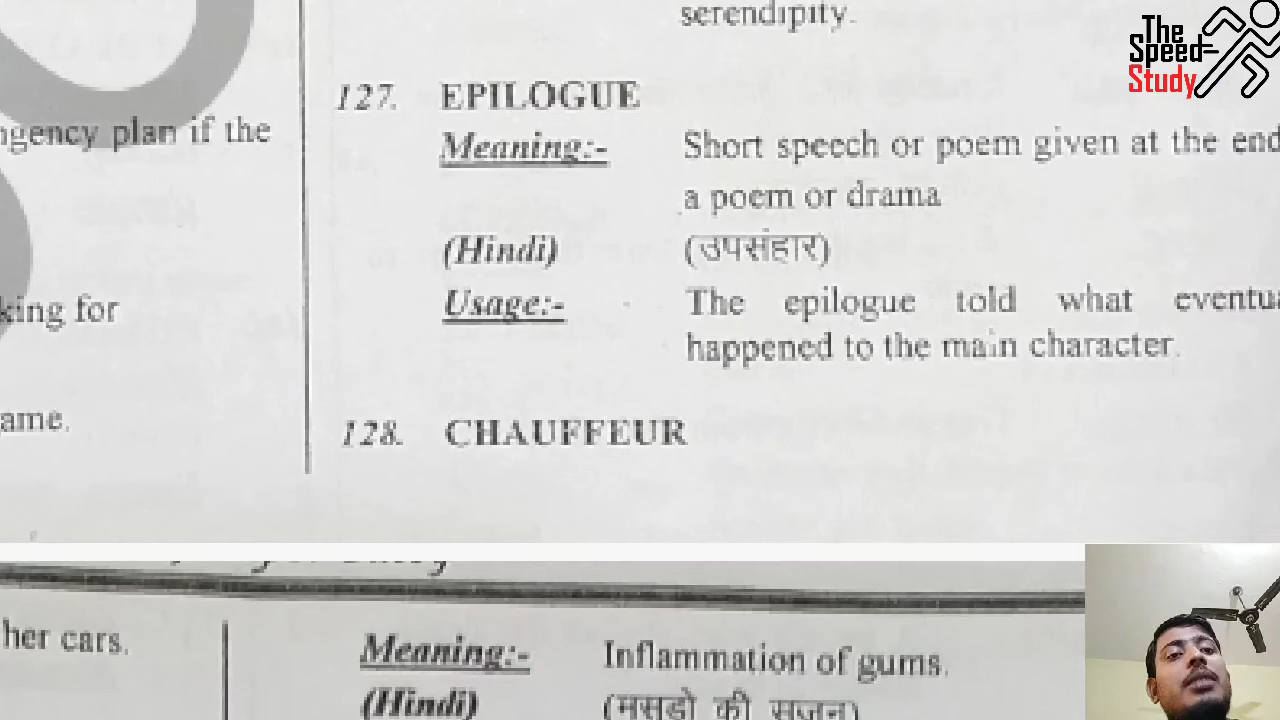 serendipity.
The
Speed
Study
127. EPILOGUE
ngency plan if the
Meaning:- Short speech or poem given at the end
a poem or drama
(Hindi) (उपसंहार)
king for
Usage:- The epilogue told what eventua
happened to the main character.
ame.
128. CHAUFFEUR
her cars.
Meaning:- Inflammation of gums.
(Hindi) (मसूडो की सूजन)